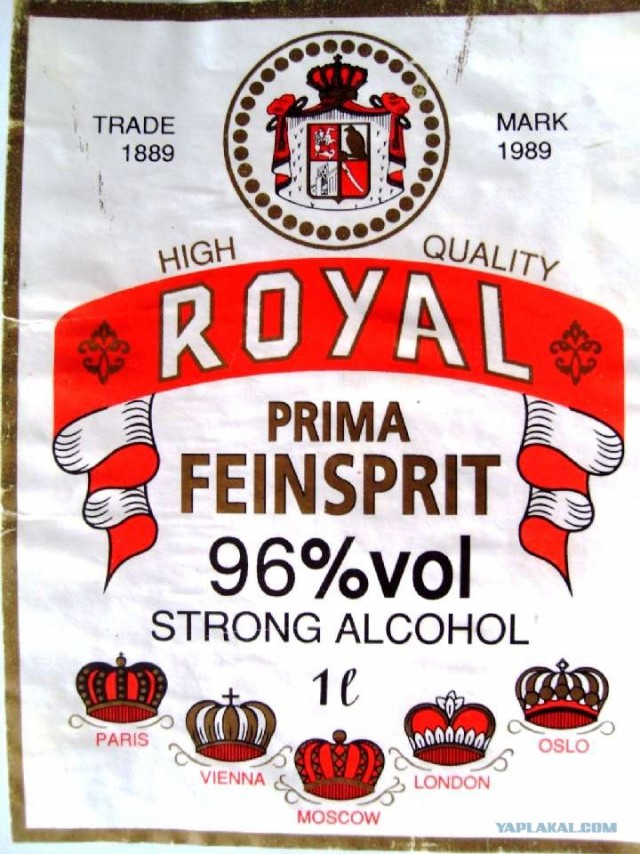 TRADE MARK
1889 1989
HIGH QUALITY
ROYAL
PRIMA
FEINSPRIT
96%vol
STRONG ALCOHOL
1ℓ
PARIS
VIENNA
MOSCOW
LONDON
OSLO
YAPLAKAL.COM